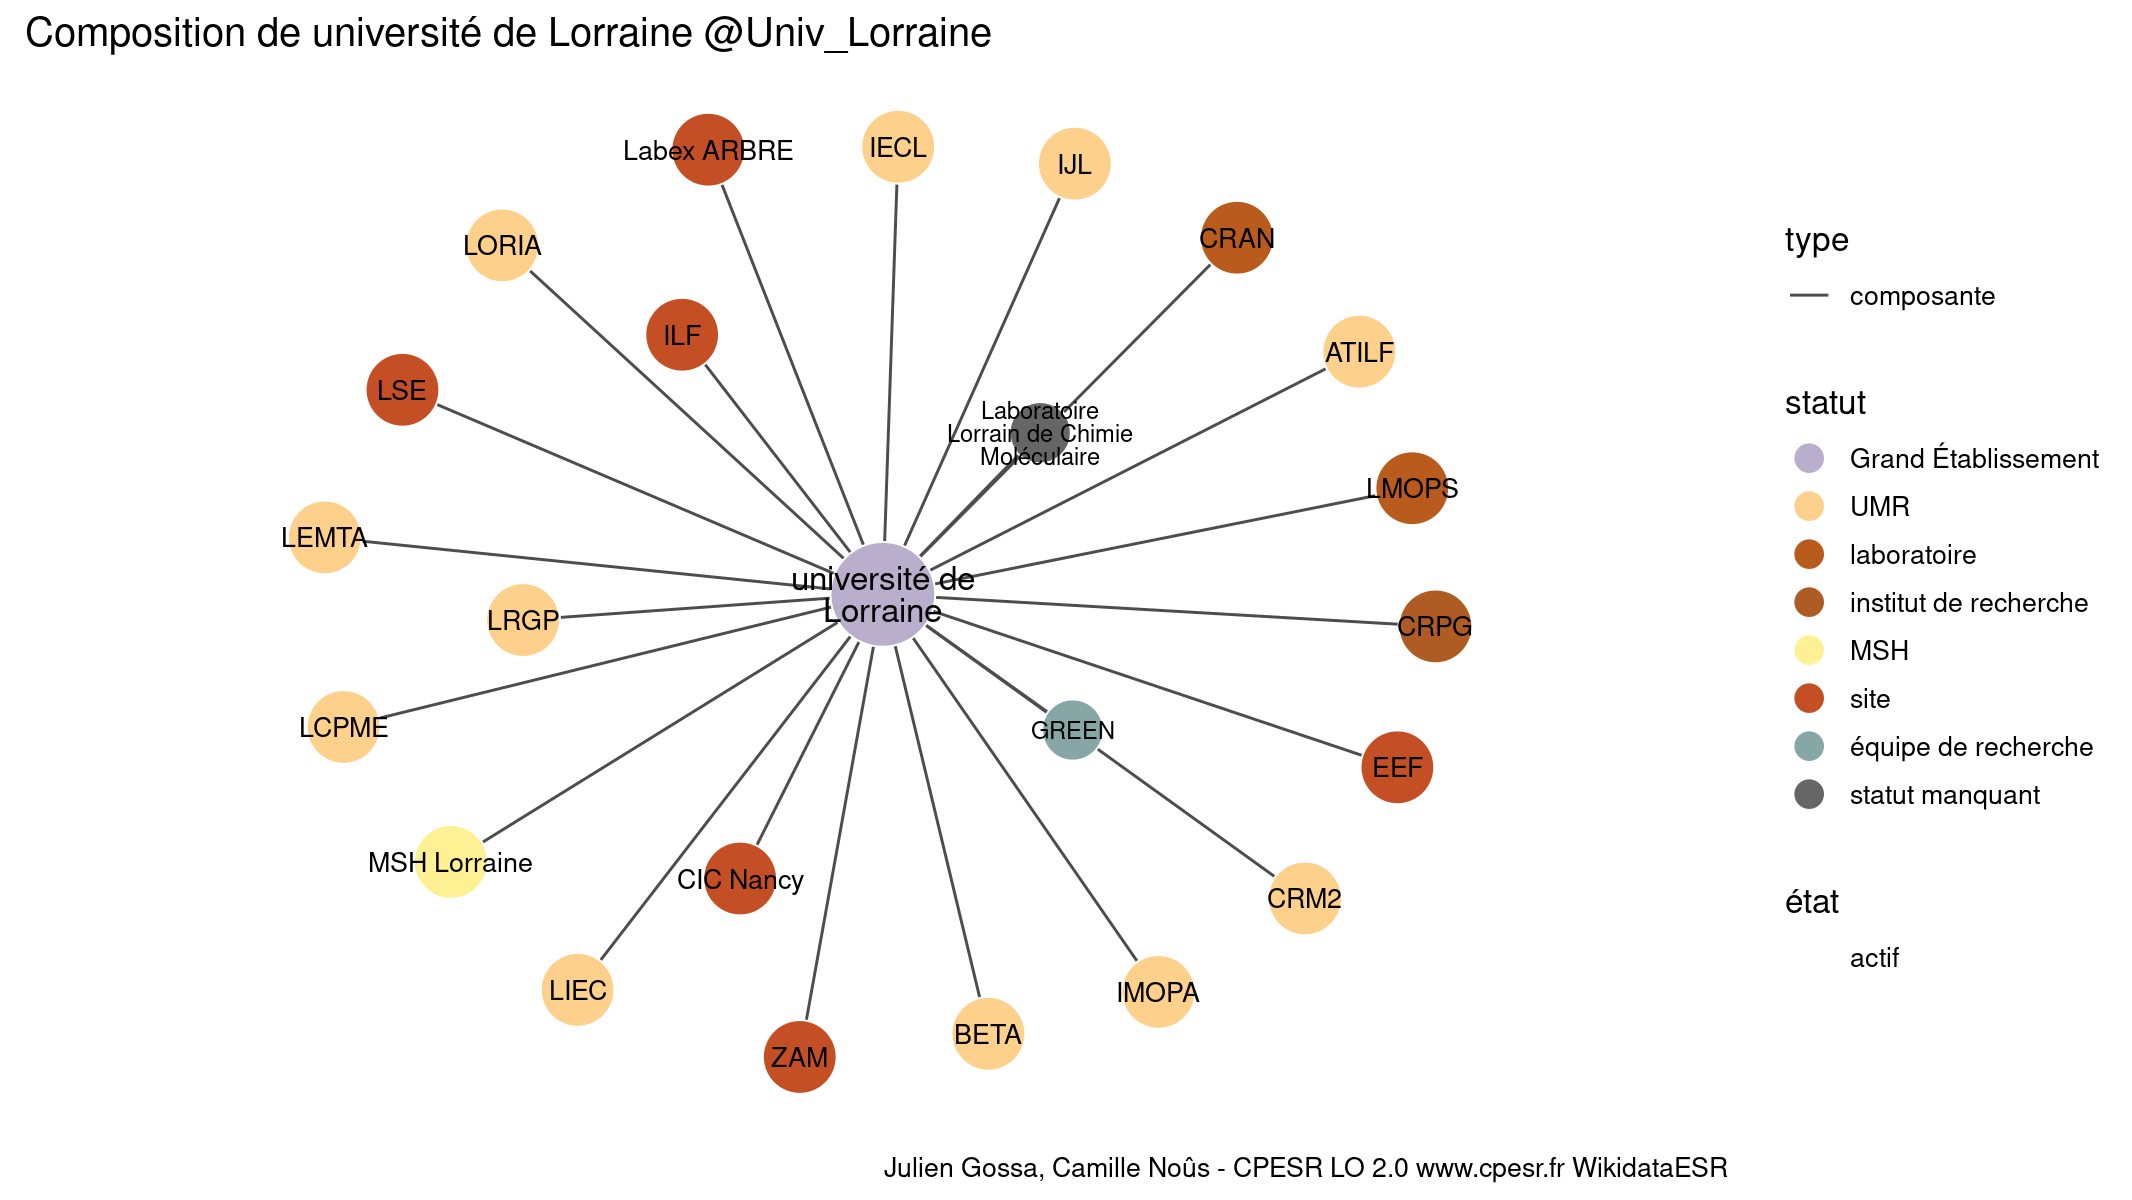 Composition de université de Lorraine @Univ_Lorraine
Labex ARBRE
IECL
IJL
CRAN
LORIA
ILF
ATILF
LSE
Laboratoire
Lorrain de Chimie
Moléculaire
LMOPS
LEMTA
université de
Lorraine
LRGP
CRPG
LCPME
GREEN
EEF
MSH Lorraine
CIC Nancy
CRM2
LIEC
IMOPA
BETA
ZAM
type
composante
statut
Grand Établissement
UMR
laboratoire
institut de recherche
MSH
site
équipe de recherche
statut manquant
état
actif
Julien Gossa, Camille Noûs - CPESR LO 2.0 www.cpesr.fr WikidataESR